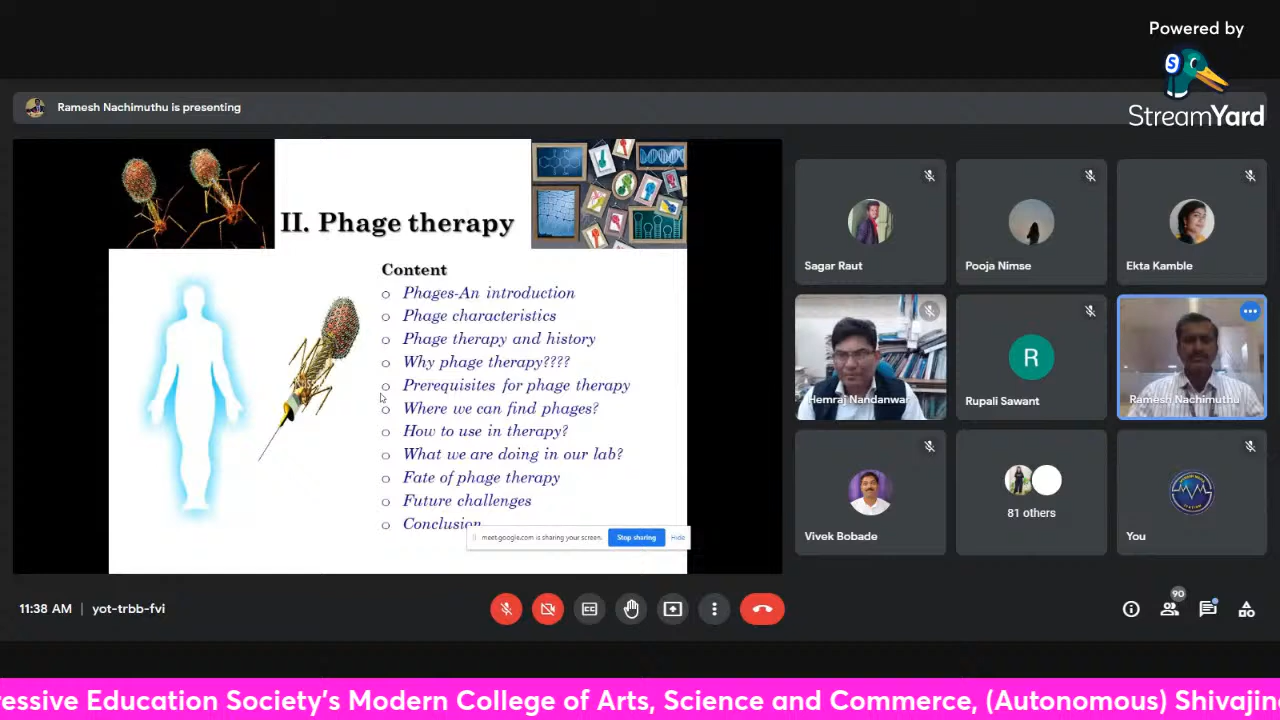 Powered by
StreamYard
Ramesh Nachimuthu is presenting
II. Phage therapy
Content
Phages-An introduction
Phage characteristics
Phage therapy and history
Why phage therapy????
Prerequisites for phage therapy
Where we can find phages?
How to use in therapy?
What we are doing in our lab?
Fate of phage therapy
Future challenges
Conclusion
meet.google.com is sharing your screen.
Stop sharing
Hide
Sagar Raut
Pooja Nimse
Ekta Kamble
Hemraj Nandanwar
R
Rupali Sawant
Ramesh Nachimuthu
Vivek Bobade
81 others
You
11:38 AM | yot-trbb-fvi
90
ressive Education Society's Modern College of Arts, Science and Commerce, (Autonomous) Shivajin